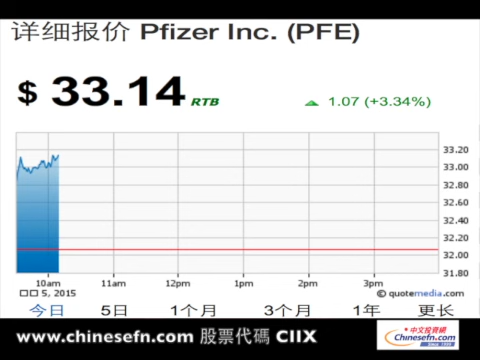 详细报价 Pfizer Inc. (PFE)
$ 33.14 RTB 1.07 (+3.34%)
33.20
33.00
32.80
32.60
32.40
32.20
32.00
31.80
10am 11am 12pm 1pm 2pm 3pm
□□ 5, 2015 © quotemedia.com
今日 5日 1个月 3个月 1年 更长
www.chinesefn.com 股票代碼 CIIX
中文投資網
Chinesefn.com